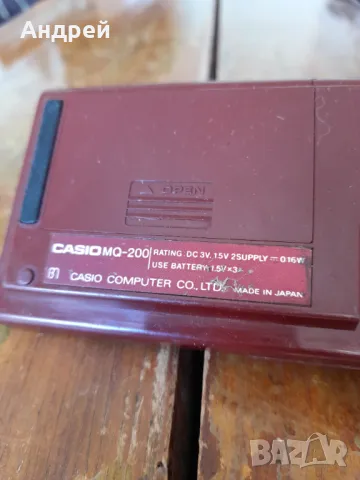 Андрей
OPEN
CASIO MQ-200 RATING DC 3V, 1.5V 2SUPPLY 0.16W
USE BATTERY 1.5V×3
CASIO COMPUTER CO., LTD. MADE IN JAPAN
BAZAR